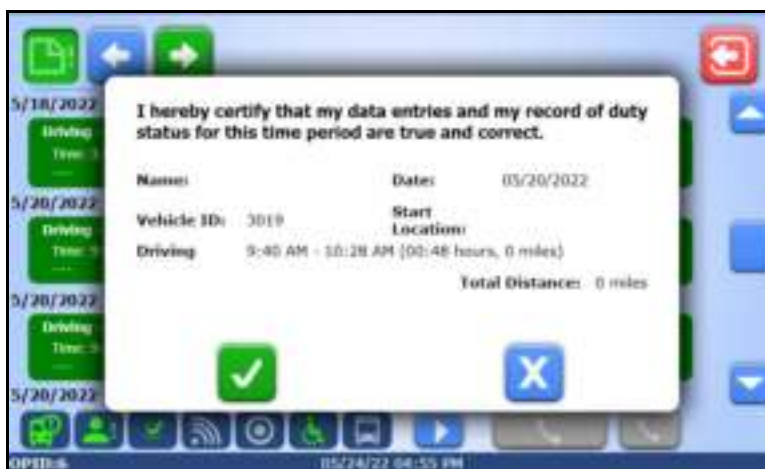 5/18/2022
Driving
I hereby certify that my data entries and my record of duty
status for this time period are true and correct.
Name: Date: 05/20/2022
5/20/2022
Driving
Vehicle ID: 3019 Start Location:
Driving 9:40 AM - 10:28 AM (00:48 hours, 0 miles)
Total Distance: 0 miles
5/20/2022
Driving
5/20/2022
OPID:6 05/24/22 04:55 PM